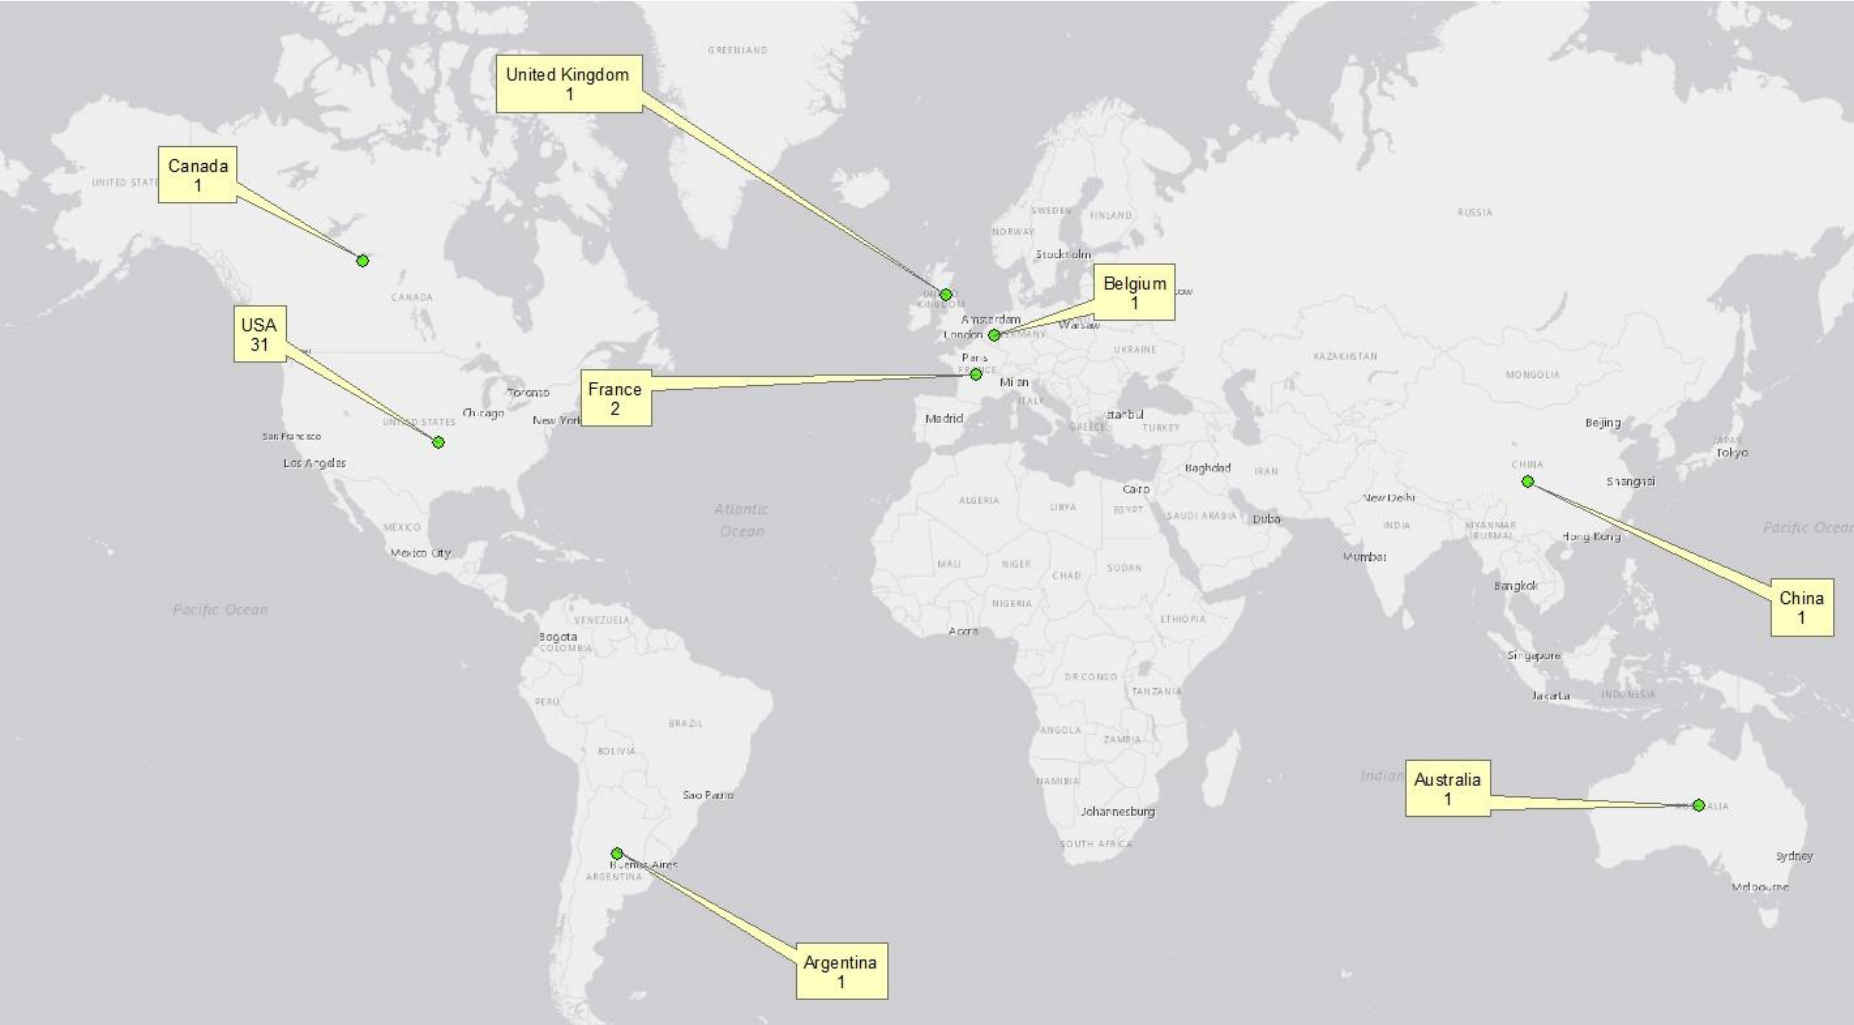 GREENLAND
United Kingdom
1
Canada
1
UNITED STATE
RUSSIA
SWEDEN
FINLAND
NORWAY
Stockholm
Belgium
1
CANADA
KINGDOM
USA
31
Amsterdam
London
Warsaw
Paris
UKRAINE
KAZAKHSTAN
MONGOLIA
France
2
Milan
ITALY
Toronto
Chicago
New York
UNITED STATES
San Francisco
Los Angeles
Madrid
GREECE
TURKEY
Beijing
JAPAN
Tokyo
CHINA
Baghdad
IRAN
Shanghai
Cairo
ALGERIA
LIBYA
EGYPT
SAUDI ARABIA
New Delhi
INDIA
Atlantic
Ocean
MEXICO
Mexico City
MYANMAR
(BURMA)
Hong Kong
Mumbai
Pacific Ocean
MALI
NIGER
CHAD
SUDAN
Bangkok
China
1
Pacific Ocean
NIGERIA
ETHIOPIA
VENEZUELA
Accra
Bogota
COLOMBIA
Singapore
DR CONGO
TANZANIA
Jakarta
INDONESIA
PERU
BRAZIL
ANGOLA
ZAMBIA
BOLIVIA
NAMIBIA
Indian
Australia
1
Sao Paulo
Johannesburg
SOUTH AFRICA
Buenos Aires
ARGENTINA
Sydney
Melbourne
Argentina
1